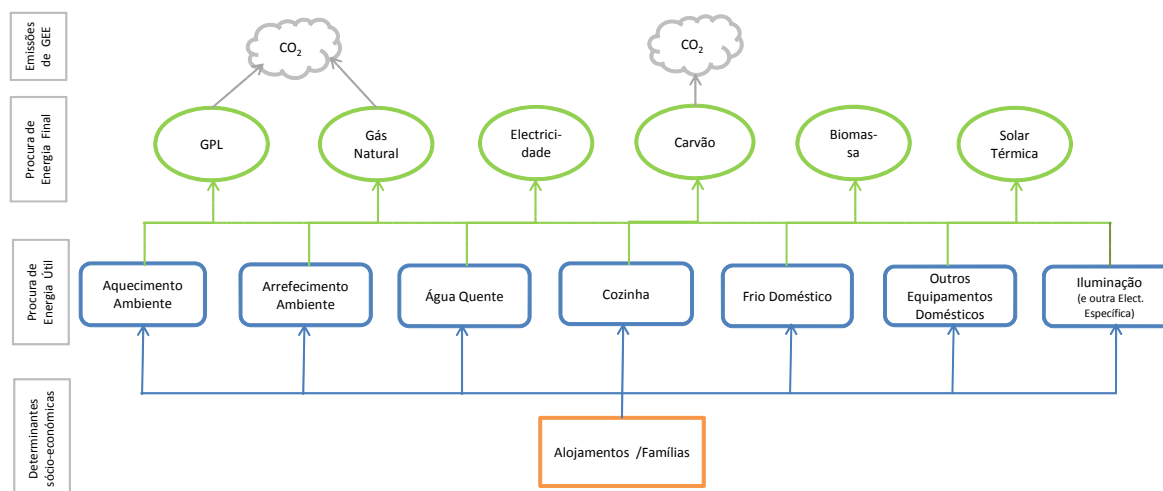 Emissões
de GEE
CO2
CO2
Procura de
Energia Final
GPL
Gás
Natural
Electrici-
dade
Carvão
Biomas-
sa
Solar
Térmica
Procura de
Energia Útil
Aquecimento
Ambiente
Arrefecimento
Ambiente
Água Quente
Cozinha
Frio Doméstico
Outros
Equipamentos
Domésticos
Iluminação
(e outra Elect.
Específica)
Determinantes
sócio-económicas
Alojamentos /Famílias